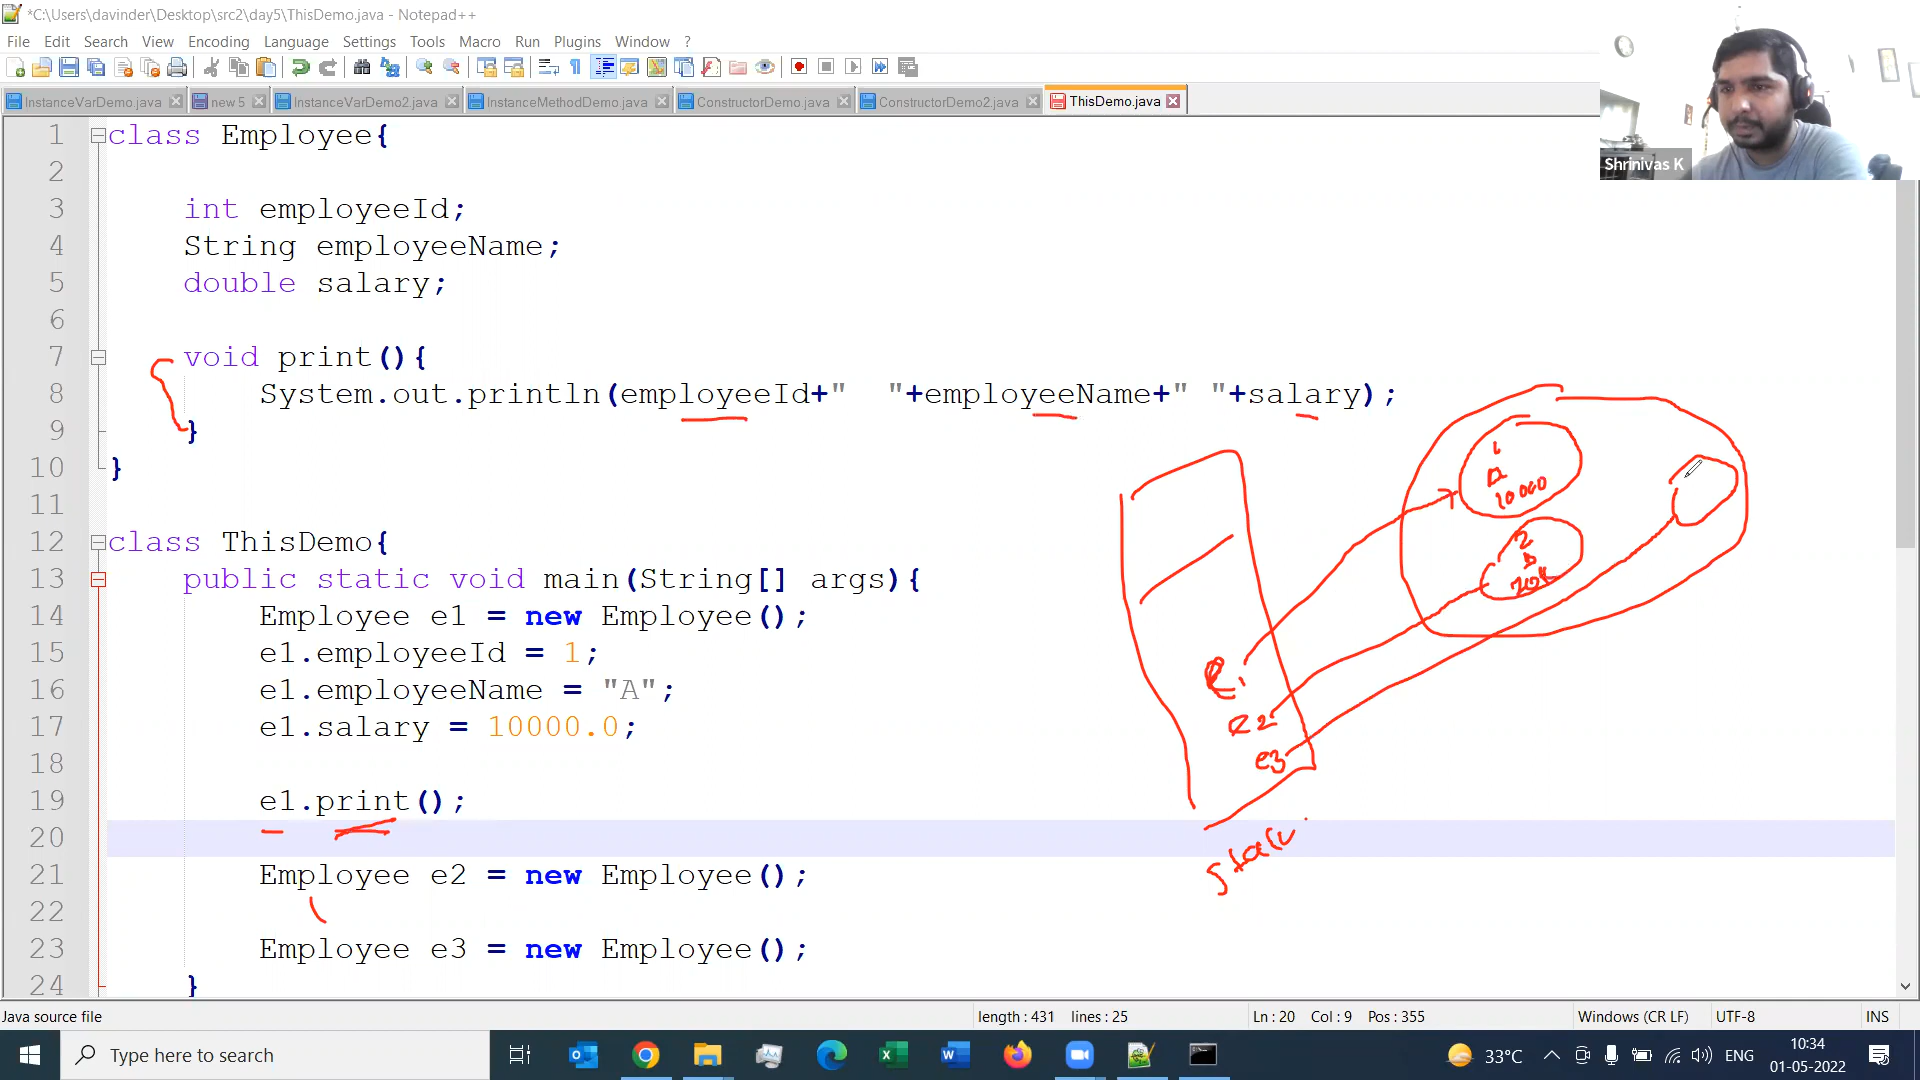 *C:\Users\davinder\Desktop\src2\day5\ThisDemo.java - Notepad++
File Edit Search View Encoding Language Settings Tools Macro Run Plugins Window ?
InstanceVarDemo.java new 5 InstanceVarDemo2.java InstanceMethodDemo.java ConstructorDemo.java ConstructorDemo2.java ThisDemo.java
Shrinivas K
1 class Employee{
2
3 int employeeId;
4 String employeeName;
5 double salary;
6
7 void print(){
8 System.out.println(employeeId+"  "+employeeName+" "+salary);
9 }
10 }
11
12 class ThisDemo{
13 public static void main(String[] args){
14 Employee e1 = new Employee();
15 e1.employeeId = 1;
16 e1.employeeName = "A";
17 e1.salary = 10000.0;
18
19 e1.print();
20
21 Employee e2 = new Employee();
22
23 Employee e3 = new Employee();
24 }
1
A
10000
2
B
20k
e1
e2
e3
stack
Java source file length : 431 lines : 25 Ln : 20 Col : 9 Pos : 355 Windows (CR LF) UTF-8 INS
Type here to search
33°C ENG
10:34
01-05-2022